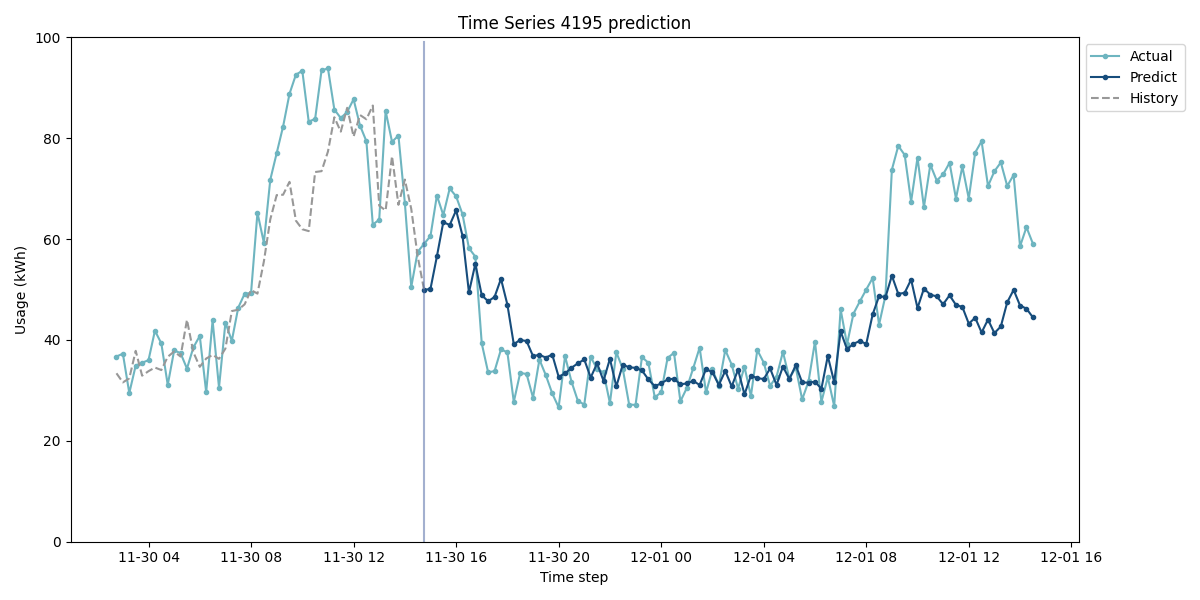 Time Series 4195 prediction
100
80
60
40
20
0
Usage (kWh)
11-30 04
11-30 08
11-30 12
11-30 16
11-30 20
12-01 00
12-01 04
12-01 08
12-01 12
12-01 16
Time step
Actual
Predict
History